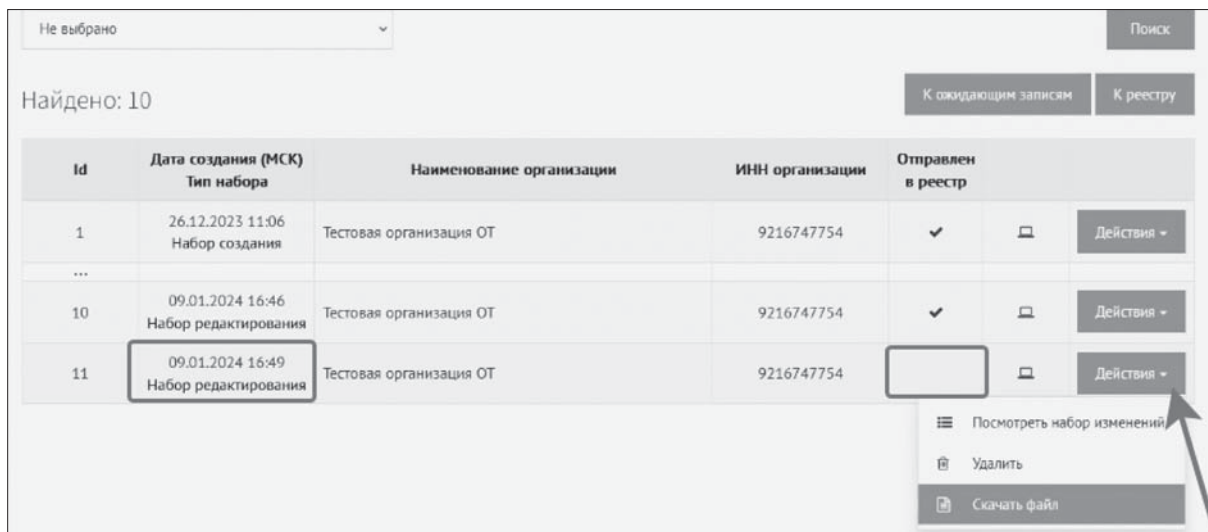 Не выбрано
Поиск
Найдено: 10
К ожидающим записям
К реестру
Id
Дата создания (МСК)
Тип набора
Наименование организации
ИНН организации
Отправлен
в реестр
1
26.12.2023 11:06
Набор создания
Тестовая организация ОТ
9216747754
Действия
...
10
09.01.2024 16:46
Набор редактирования
Тестовая организация ОТ
9216747754
Действия
11
09.01.2024 16:49
Набор редактирования
Тестовая организация ОТ
9216747754
Действия
Посмотреть набор изменений
Удалить
Скачать файл